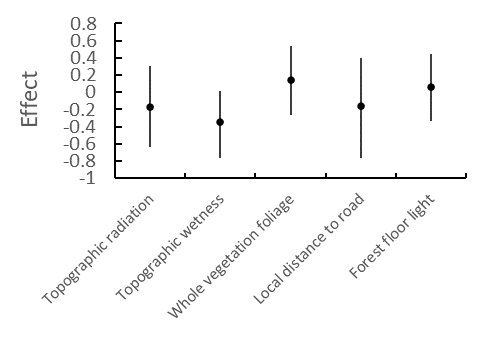 0.8
0.6
0.4
0.2
0
-0.2
-0.4
-0.6
-0.8
-1
Effect
Topographic radiation
Topographic wetness
Whole vegetation foliage
Local distance to road
Forest floor light